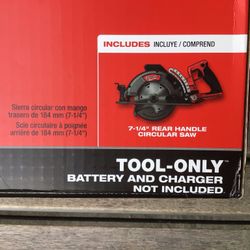 INCLUDES INCLUYE / COMPREND
Sierra circular con mango
trasero de 184 mm (7-1/4")
Scie circulaire à poignée
arrière de 184 mm (7-1/4")
7-1/4" REAR HANDLE
CIRCULAR SAW
TOOL-ONLY
BATTERY AND CHARGER
NOT INCLUDED